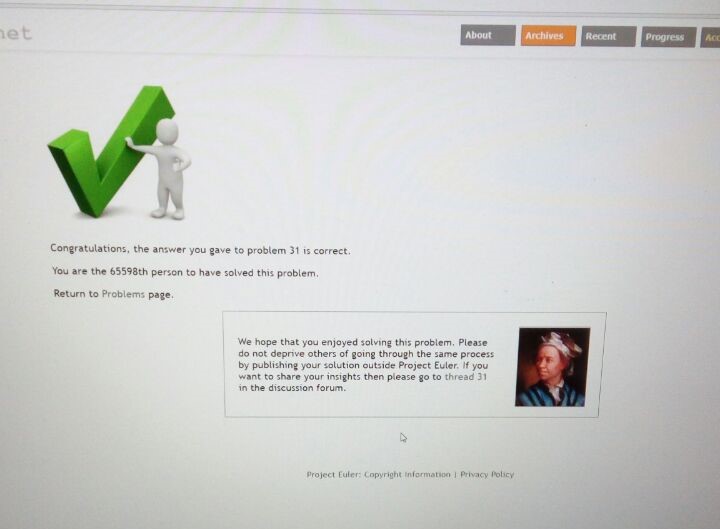 net
About
Archives
Recent
Progress
Acc
Congratulations, the answer you gave to problem 31 is correct.
You are the 65598th person to have solved this problem.
Return to Problems page.
We hope that you enjoyed solving this problem. Please
do not deprive others of going through the same process
by publishing your solution outside Project Euler. If you
want to share your insights then please go to thread 31
in the discussion forum.
Project Euler: Copyright Information | Privacy Policy